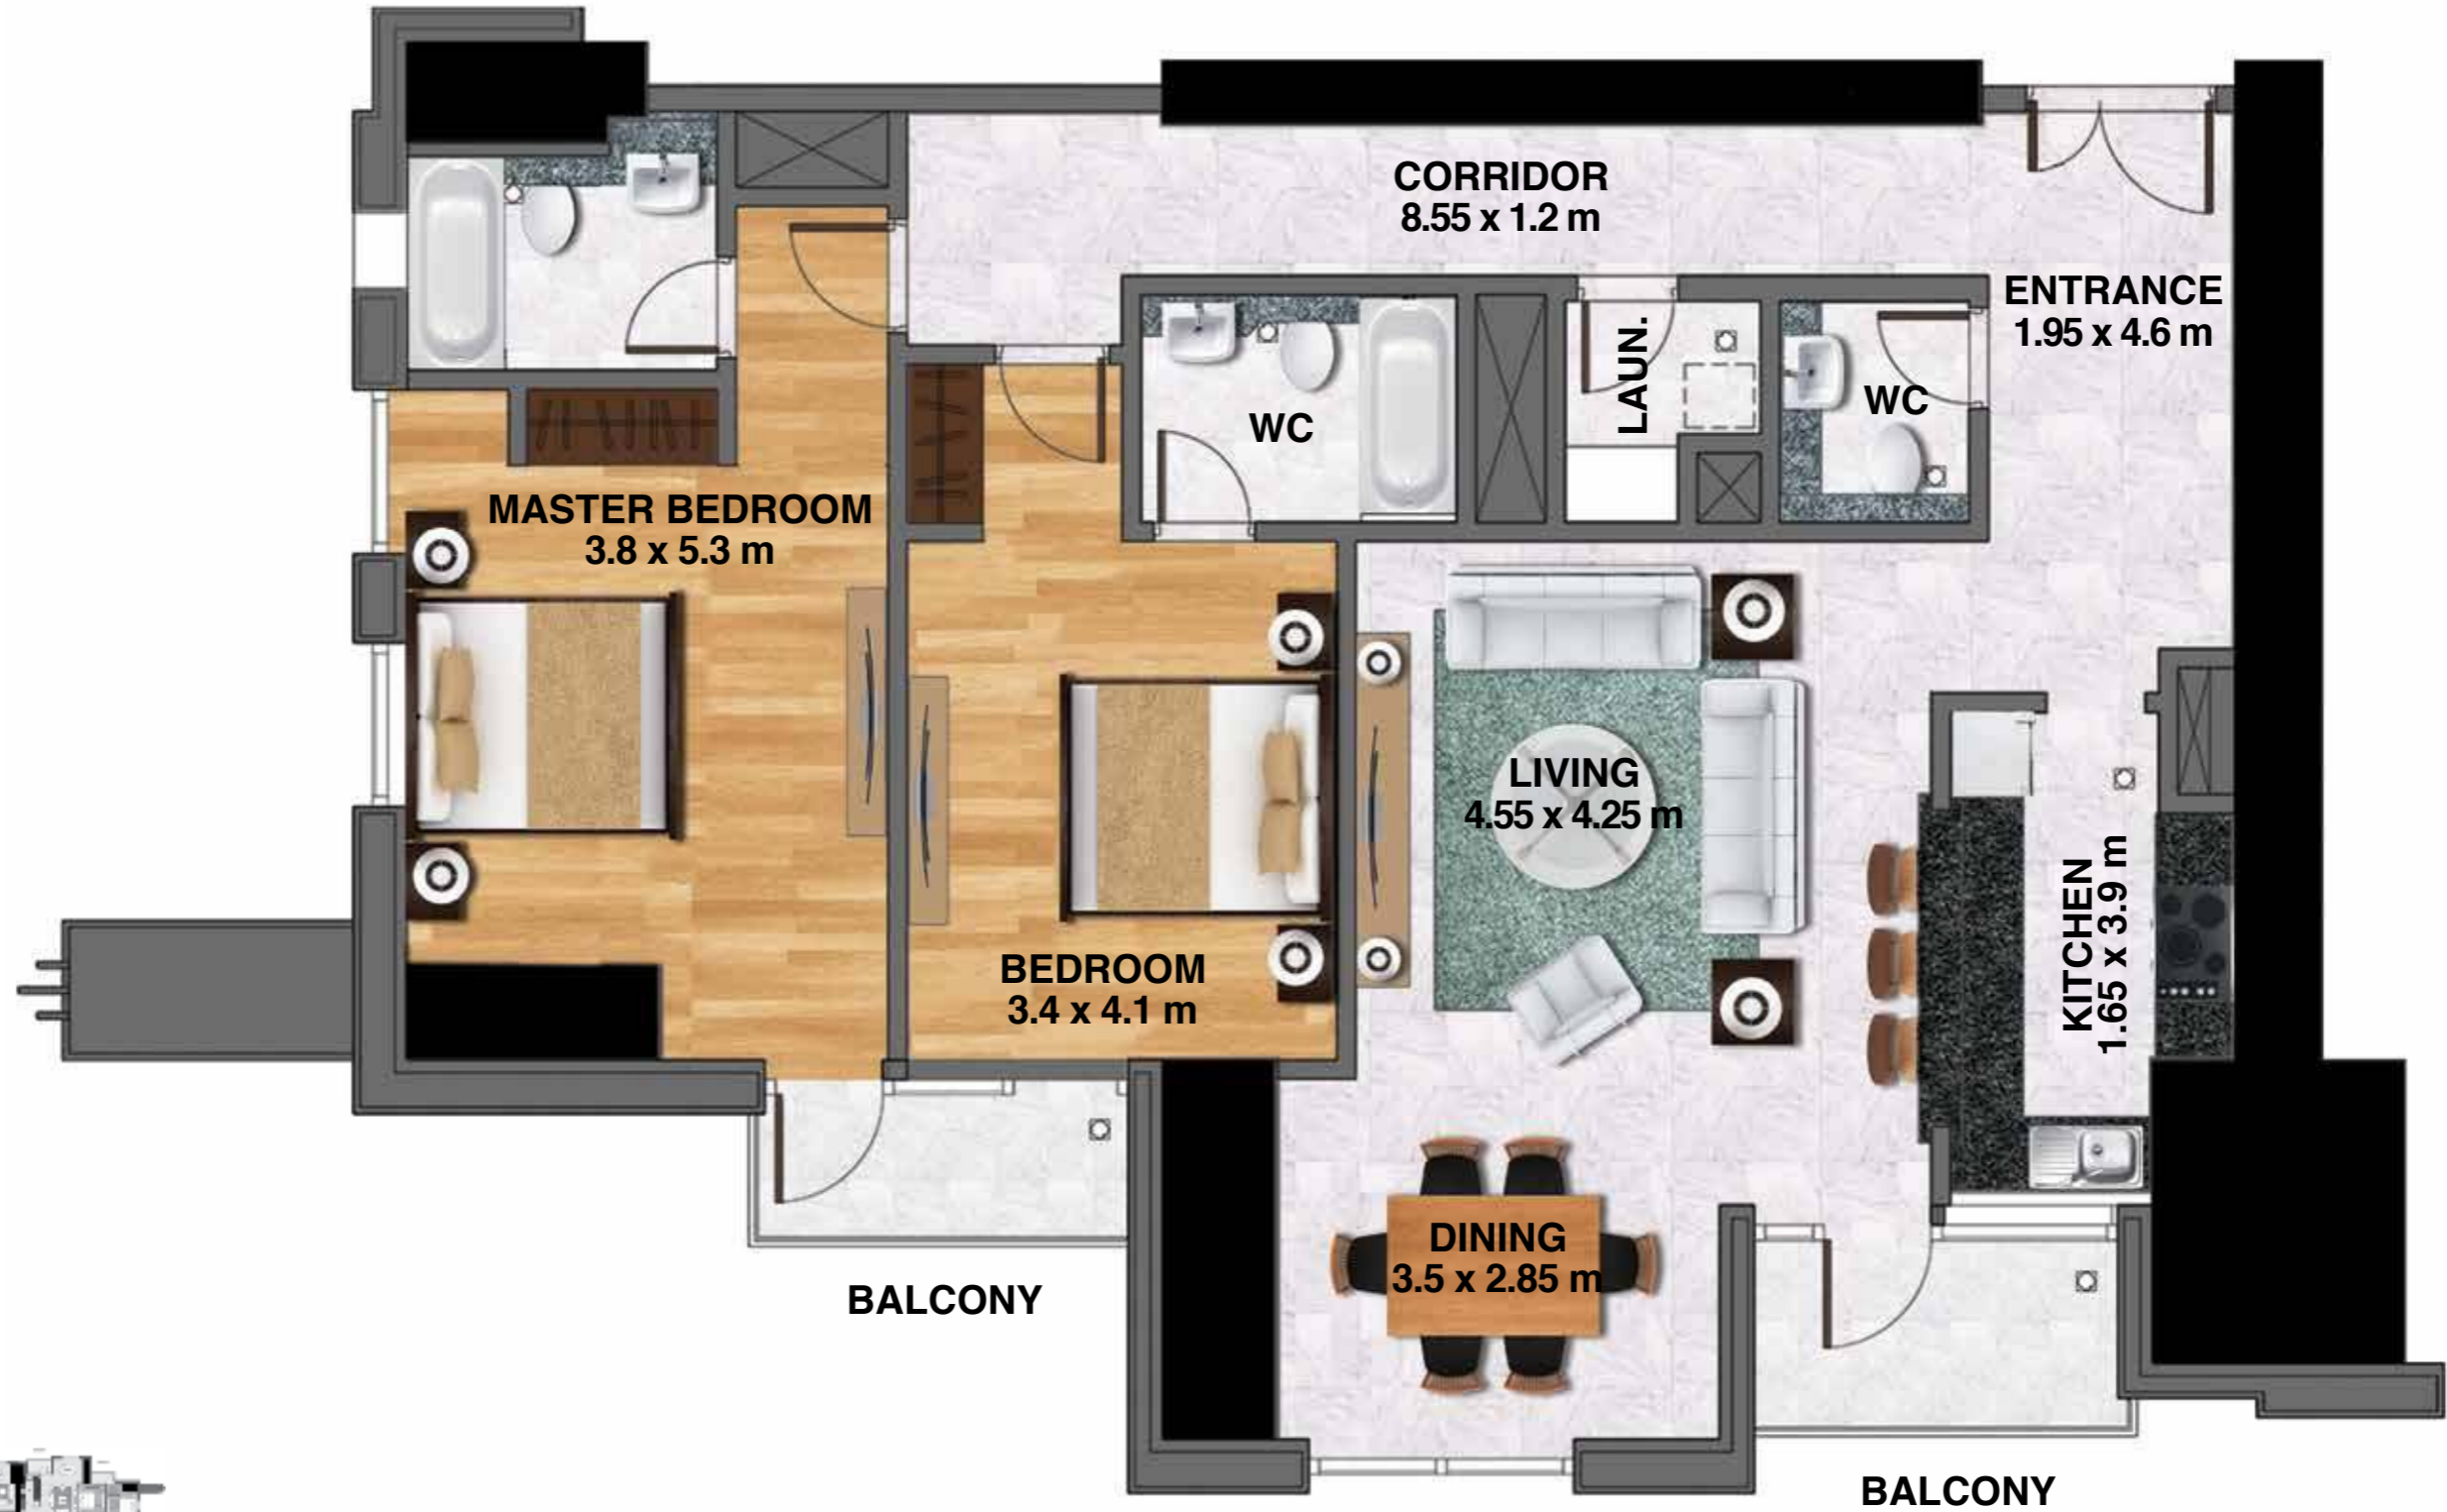 CORRIDOR
8.55 x 1.2 m
ENTRANCE
1.95 x 4.6 m
LAUN.
WC
WC
MASTER BEDROOM
3.8 x 5.3 m
LIVING
4.55 x 4.25 m
KITCHEN
1.65 x 3.9 m
BEDROOM
3.4 x 4.1 m
DINING
3.5 x 2.85 m
BALCONY
BALCONY